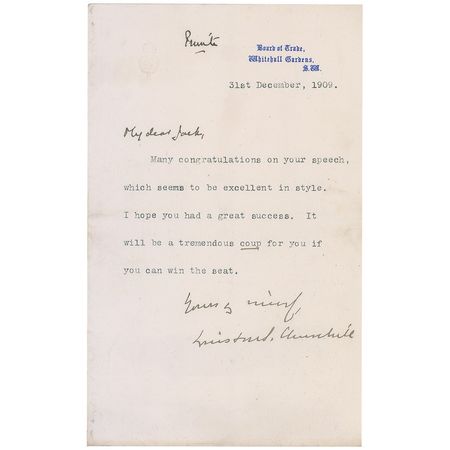 Private
Board of Trade,
Whitehall Gardens,
S.W.
31st December, 1909.
My dear Jack,
Many congratulations on your speech,
which seems to be excellent in style.
I hope you had a great success. It
will be a tremendous coup for you if
you can win the seat.
Yours
Winston S. Churchill